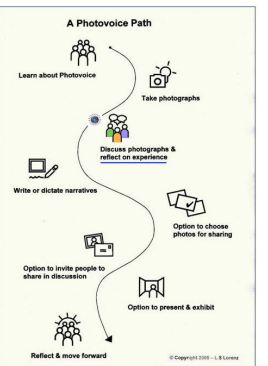 A Photovoice Path
Learn about Photovoice
Take photographs
Discuss photographs &
reflect on experience
Write or dictate narratives
Option to choose
photos for sharing
Option to invite people to
share in discussion
Option to present & exhibit
Reflect & move forward
© Copyright 2005 – L.S Lorenz